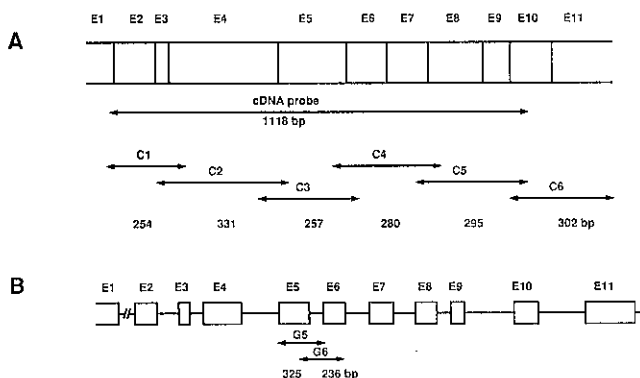 E1 E2 E3 E4 E5 E6 E7 E8 E9 E10 E11
A
cDNA probe
1118 bp
C1 C4
C2 C5
C3 C6
254 331 257 280 295 302 bp
B
E1 E2 E3 E4 E5 E6 E7 E8 E9 E10 E11
G5
G6
325 236 bp